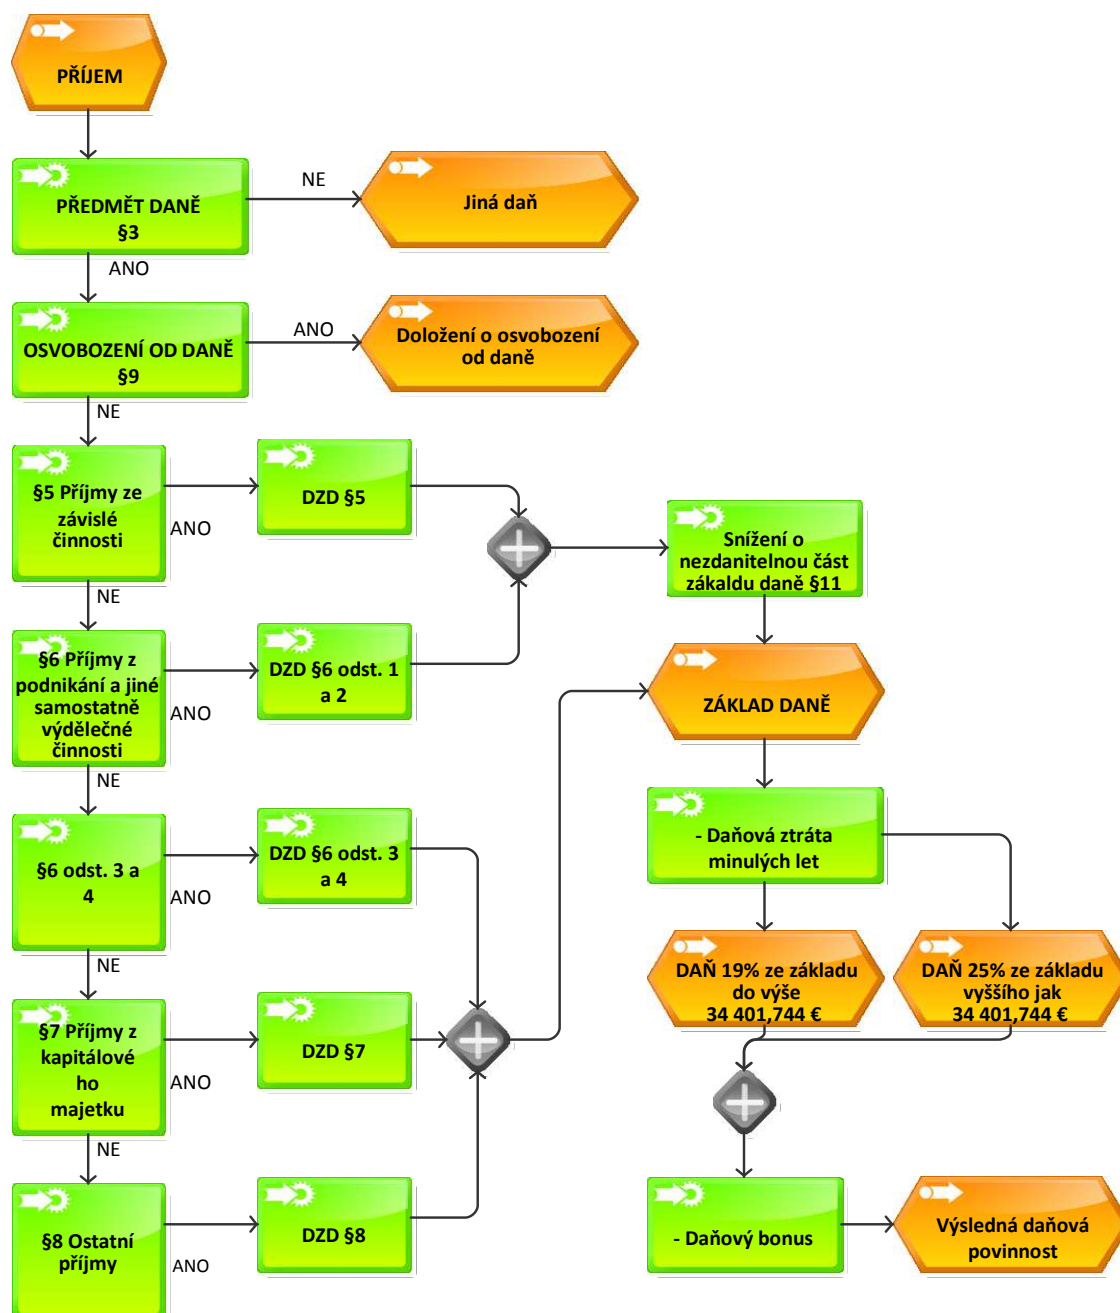 PŘÍJEM
PŘEDMĚT DANĚ
§3
NE
Jiná daň
ANO
OSVOBOZENÍ OD DANĚ
§9
ANO
Doložení o osvobození
od daně
NE
§5 Příjmy ze
závislé
činnosti
ANO
DZD §5
Snížení o
nezdanitelnou část
zákaldu daně §11
NE
§6 Příjmy z
podnikání a jiné
samostatně
výdělečné
činnosti
ANO
DZD §6 odst. 1
a 2
ZÁKLAD DANĚ
NE
§6 odst. 3 a
4
ANO
DZD §6 odst. 3
a 4
- Daňová ztráta
minulých let
NE
DAŇ 19% ze základu
do výše
34 401,744 €
DAŇ 25% ze základu
vyššího jak
34 401,744 €
§7 Příjmy z
kapitálové
ho
majetku
ANO
DZD §7
NE
§8 Ostatní
příjmy
ANO
DZD §8
- Daňový bonus
Výsledná daňová
povinnost